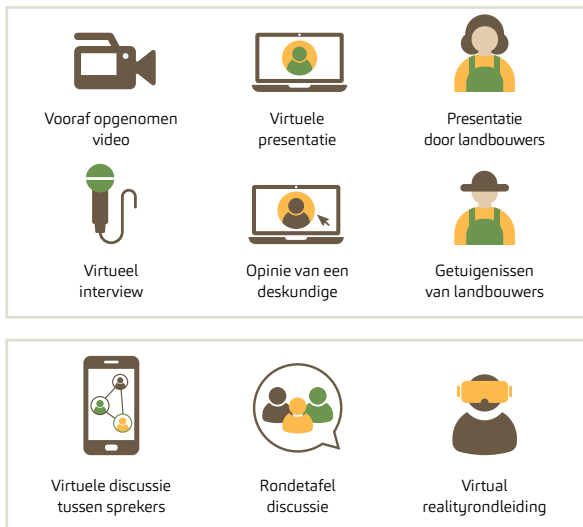 Vooraf opgenomen
video
Virtuele
presentatie
Presentatie
door landbouwers
Virtueel
interview
Opinie van een
deskundige
Getuigenissen
van landbouwers
Virtuele discussie
tussen sprekers
Rondetafel
discussie
Virtual
realityrondleiding